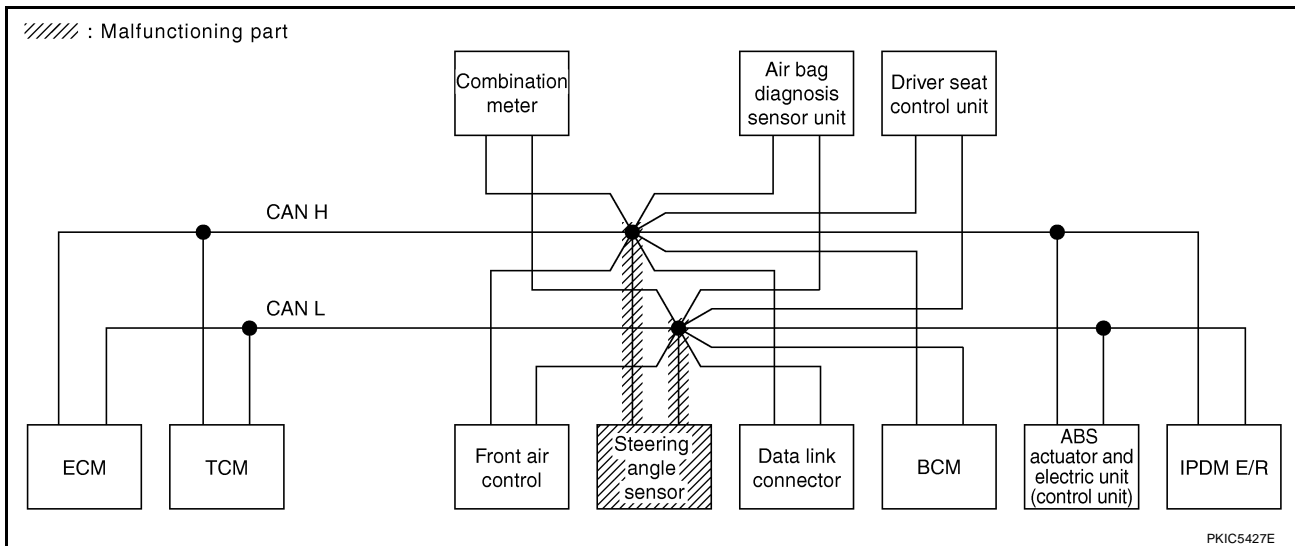 : Malfunctioning part
Combination
meter
Air bag
diagnosis
sensor unit
Driver seat
control unit
CAN H
CAN L
ECM
TCM
Front air
control
Steering
angle
sensor
Data link
connector
BCM
ABS
actuator and
electric unit
(control unit)
IPDM E/R
PKIC5427E